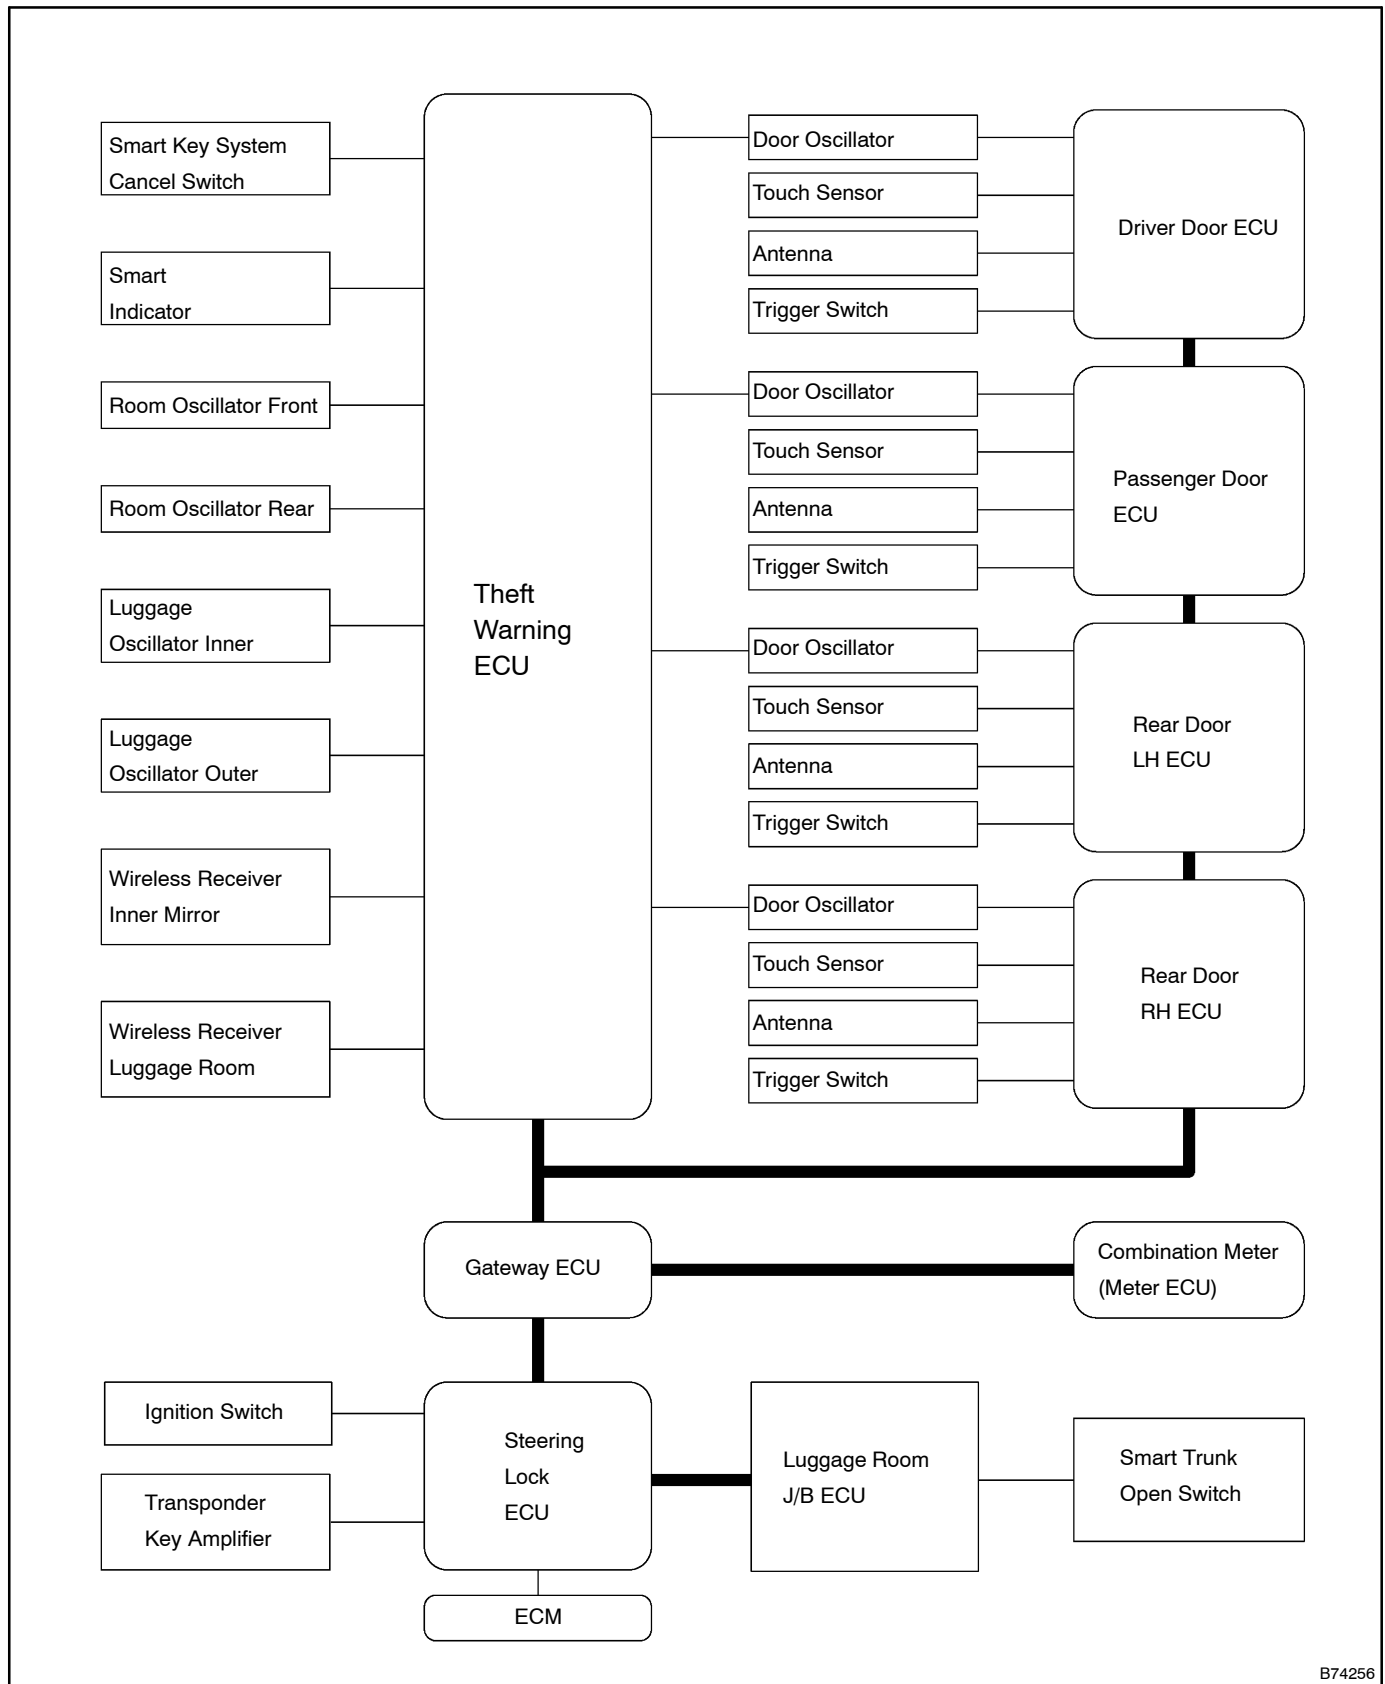 Smart Key System
Cancel Switch
Smart
Indicator
Room Oscillator Front
Room Oscillator Rear
Luggage
Oscillator Inner
Luggage
Oscillator Outer
Wireless Receiver
Inner Mirror
Wireless Receiver
Luggage Room
Theft
Warning
ECU
Door Oscillator
Touch Sensor
Antenna
Trigger Switch
Driver Door ECU
Door Oscillator
Touch Sensor
Antenna
Trigger Switch
Passenger Door
ECU
Door Oscillator
Touch Sensor
Antenna
Trigger Switch
Rear Door
LH ECU
Door Oscillator
Touch Sensor
Antenna
Trigger Switch
Rear Door
RH ECU
Gateway ECU
Combination Meter
(Meter ECU)
Ignition Switch
Transponder
Key Amplifier
Steering
Lock
ECU
Luggage Room
J/B ECU
Smart Trunk
Open Switch
ECM
B74256